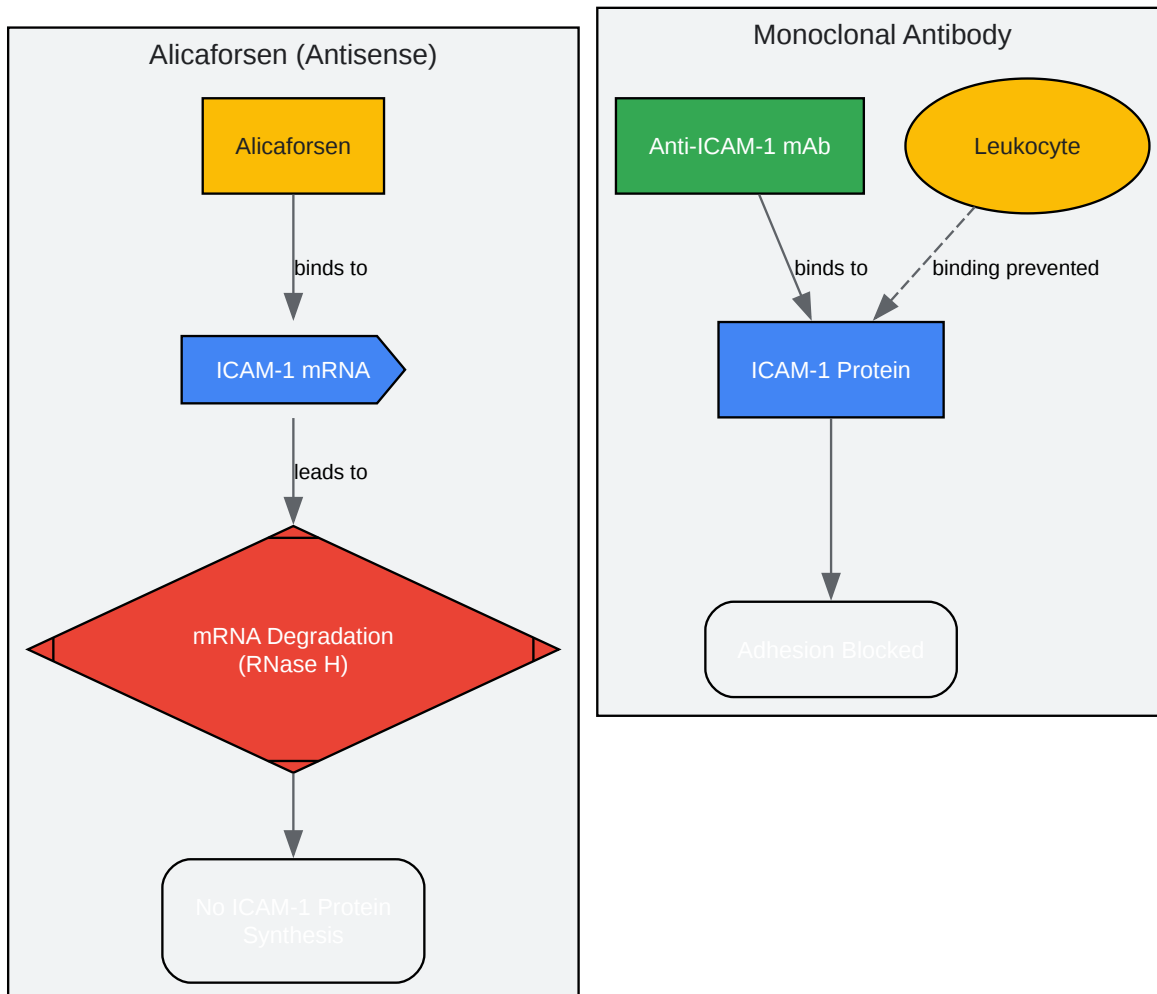 Alicaforsen (Antisense)
Alicaforsen
binds to
ICAM-1 mRNA
leads to
mRNA Degradation
(RNase H)
No ICAM-1 Protein
Synthesis
Monoclonal Antibody
Anti-ICAM-1 mAb
Leukocyte
binds to
binding prevented
ICAM-1 Protein
Adhesion Blocked